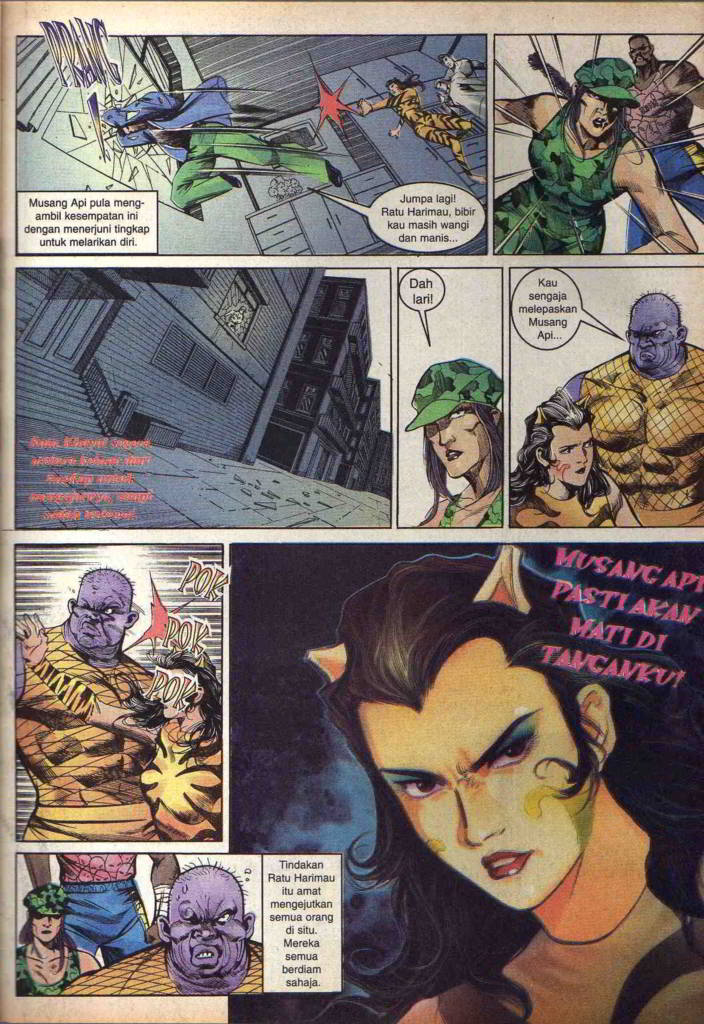 PRANG
Musang Api pula meng-
ambil kesempatan ini
dengan menerjuni tingkap
untuk melarikan diri.
Jumpa lagi!
Ratu Harimau, bibir
kau masih wangi
dan manis...
Dah
lari!
Kau
sengaja
melepaskan
Musang
Api...
POK
POK
POK
MUSANG API
PASTI AKAN
MATI DI
TANGANKU!
Tindakan
Ratu Harimau
itu amat
mengejutkan
semua orang
di situ.
Mereka
semua
berdiam
sahaja.